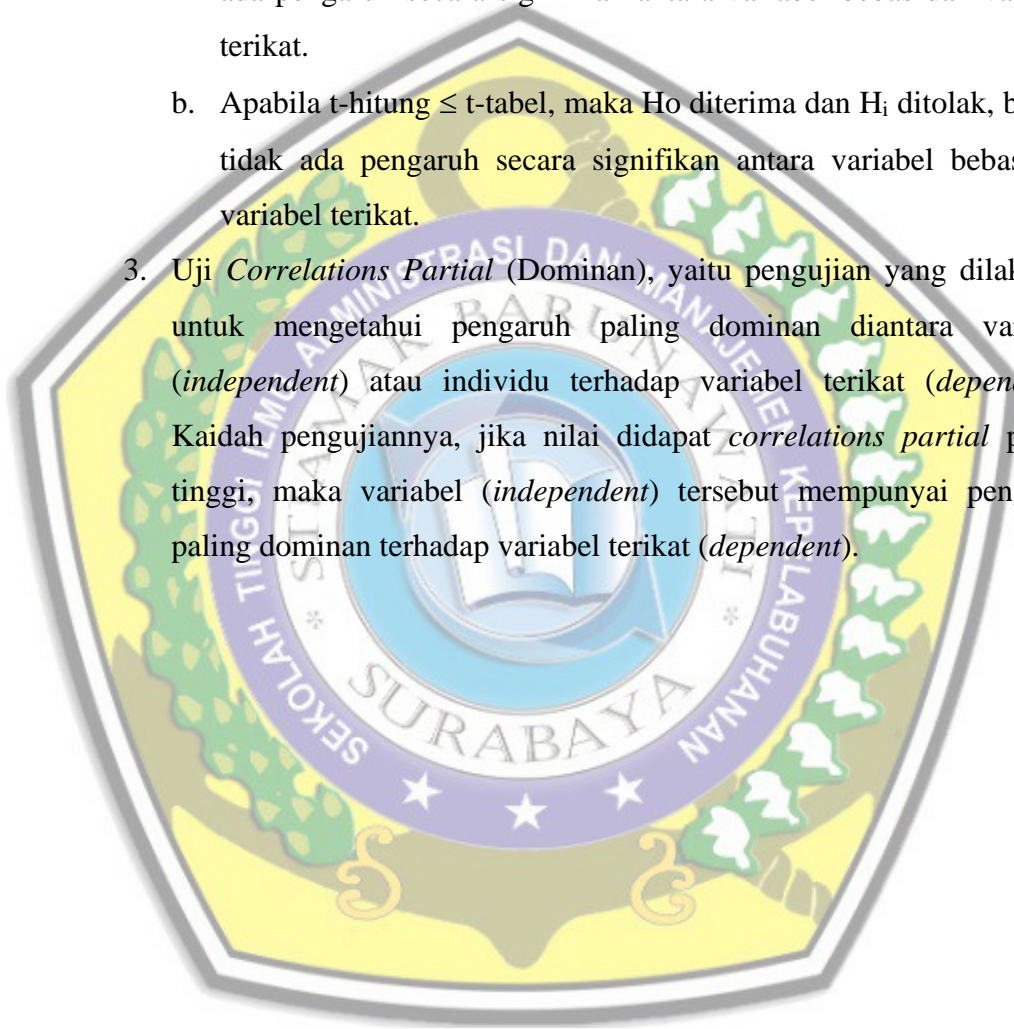 terikat.
b. Apabila t-hitung ≤ t-tabel, maka Ho diterima dan Hi ditolak,
tidak ada pengaruh secara signifikan antara variabel bebas
variabel terikat.
3. Uji Correlations Partial (Dominan), yaitu pengujian yang
untuk mengetahui pengaruh paling dominan diantara
(independent) atau individu terhadap variabel terikat
Kaidah pengujiannya, jika nilai didapat correlations partial
tinggi, maka variabel (independent) tersebut mempunyai
paling dominan terhadap variabel terikat (dependent).
SEKOLAH TINGGI ILMU ADMINISTRASI DAN MANAJEMEN KEPELABUHANAN
STIAMAK BARUNAWATI
SURABAYA